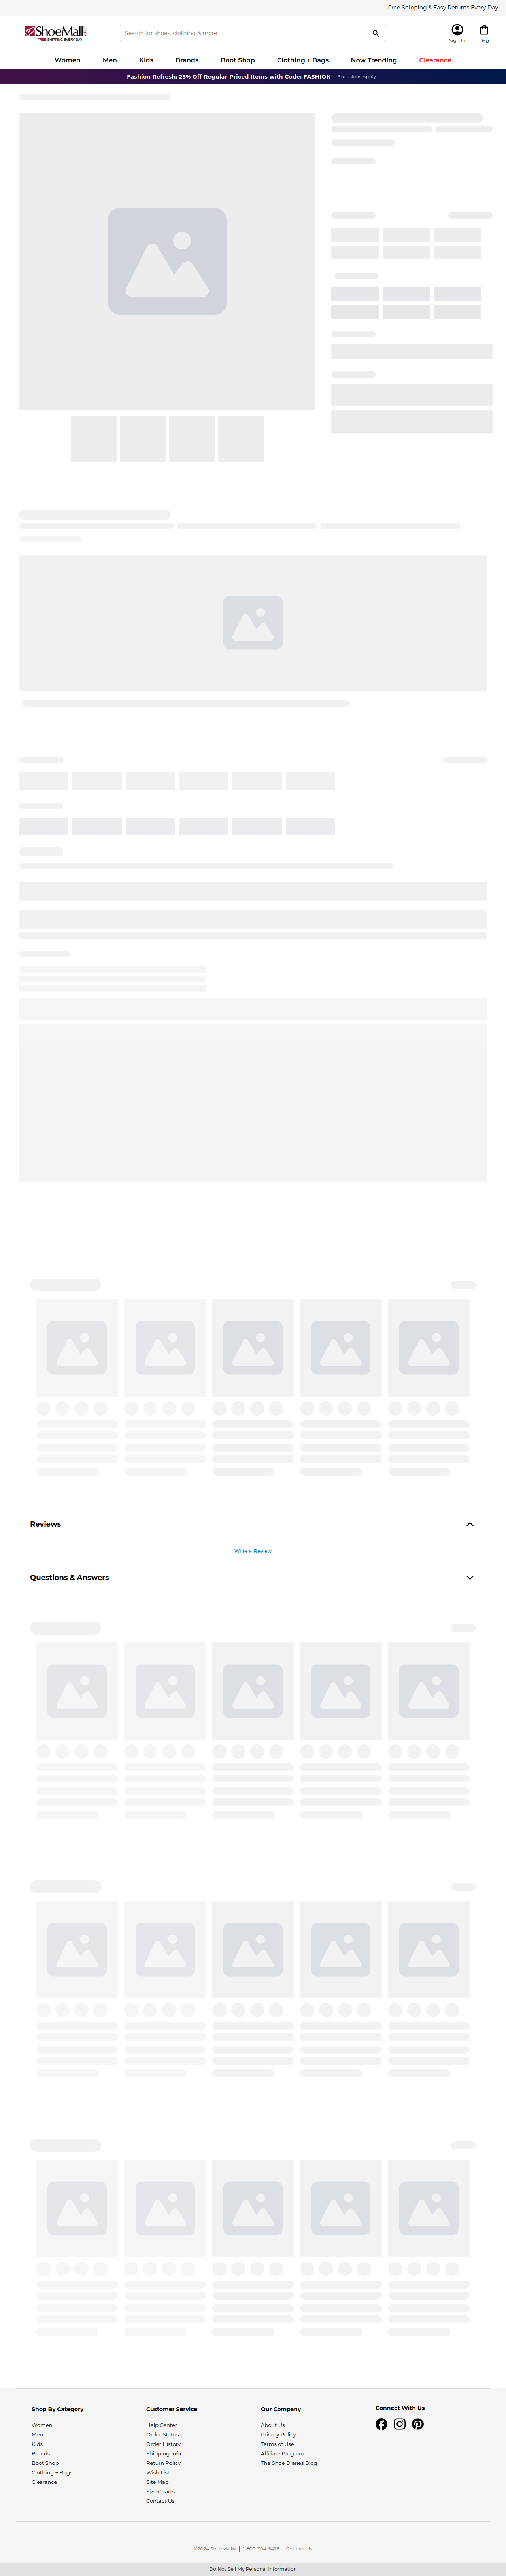 Free Shipping & Easy Returns Every Day
ShoeMall
FREE SHIPPING EVERY DAY
Search for shoes, clothing & more
Sign In
Bag
Women Men Kids Brands Boot Shop Clothing + Bags Now Trending Clearance
Fashion Refresh: 25% Off Regular-Priced Items with Code: FASHION Exclusions Apply
Reviews
Write a Review
Questions & Answers
Shop By Category
Women
Men
Kids
Brands
Boot Shop
Clothing + Bags
Clearance
Customer Service
Help Center
Order Status
Order History
Shipping Info
Return Policy
Wish List
Site Map
Size Charts
Contact Us
Our Company
About Us
Privacy Policy
Terms of Use
Affiliate Program
The Shoe Diaries Blog
Connect With Us
©2024 ShoeMall® 1-800-704-5478 Contact Us
Do Not Sell My Personal Information